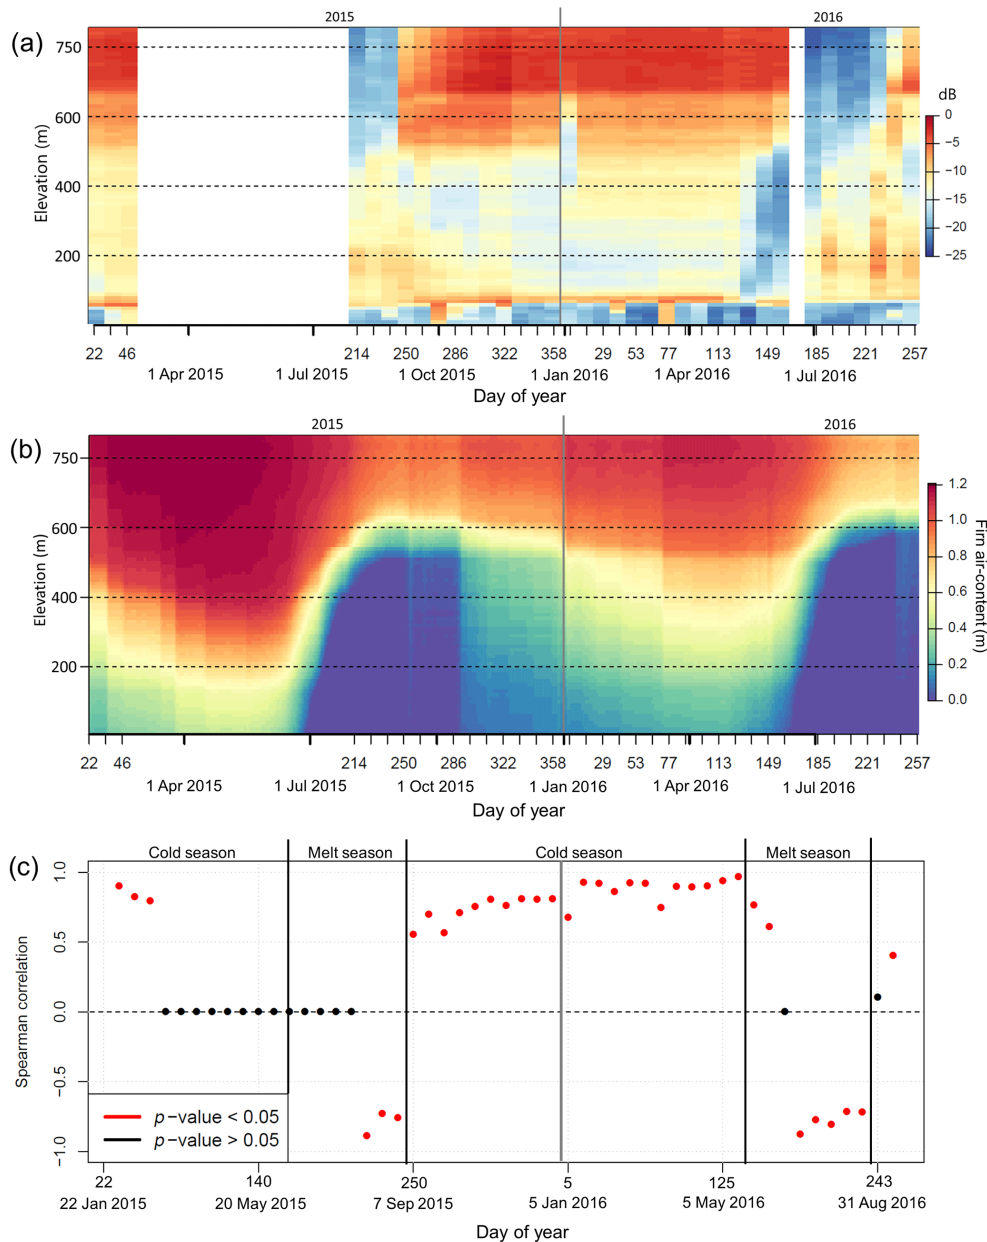 2015
2016
(a)
750
600
400
200
Elevation (m)
dB
0
−5
−10
−15
−20
−25
22 46 214 250 286 322 358 29 53 77 113 149 185 221 257
1 Apr 2015 1 Jul 2015 1 Oct 2015 1 Jan 2016 1 Apr 2016 1 Jul 2016
Day of year
2015
2016
(b)
750
600
400
200
Elevation (m)
1.2
1.0
0.8
0.6
0.4
0.2
0.0
Firn air-content (m)
22 46 214 250 286 322 358 29 53 77 113 149 185 221 257
1 Apr 2015 1 Jul 2015 1 Oct 2015 1 Jan 2016 1 Apr 2016 1 Jul 2016
Day of year
(c)
Cold season Melt season Cold season Melt season
1.0
0.5
0.0
−0.5
−1.0
Spearman correlation
p−value < 0.05
p−value > 0.05
22 140 250 5 125 243
22 Jan 2015 20 May 2015 7 Sep 2015 5 Jan 2016 5 May 2016 31 Aug 2016
Day of year